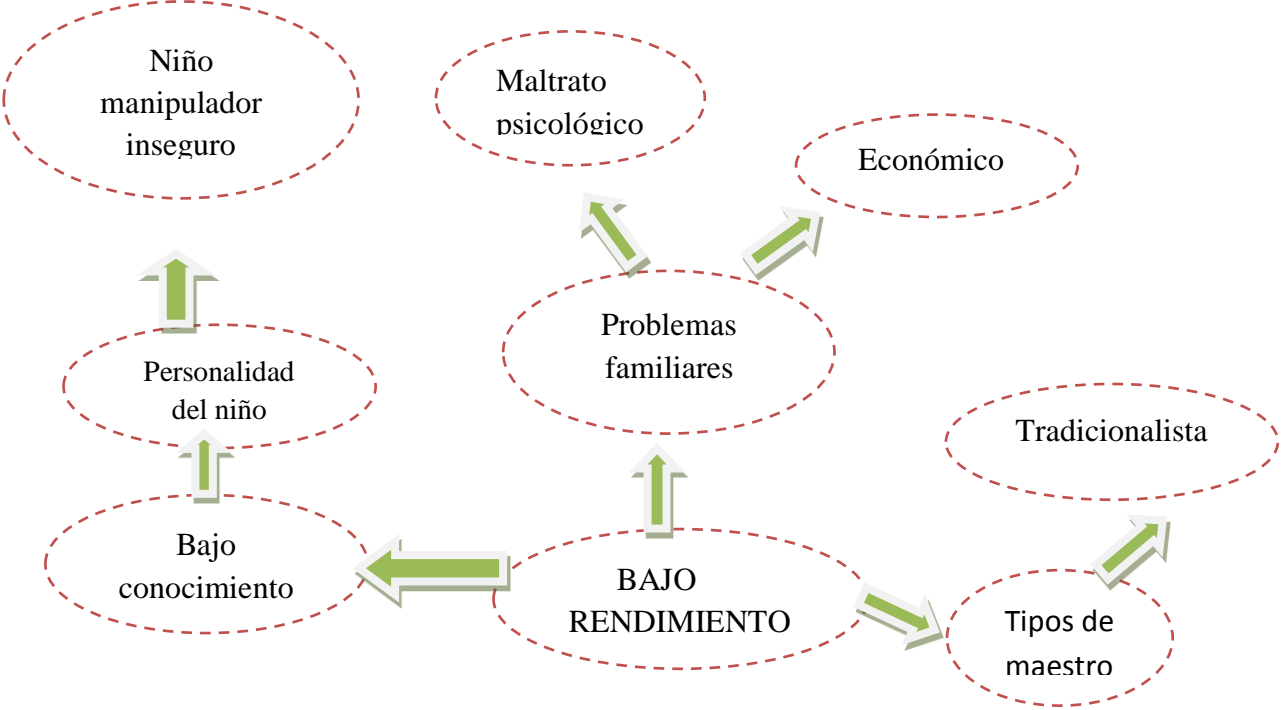 Niño
manipulador
inseguro
Maltrato
psicológico
Económico
Problemas
familiares
Personalidad
del niño
Tradicionalista
Bajo
conocimiento
BAJO
RENDIMIENTO
Tipos de
maestro